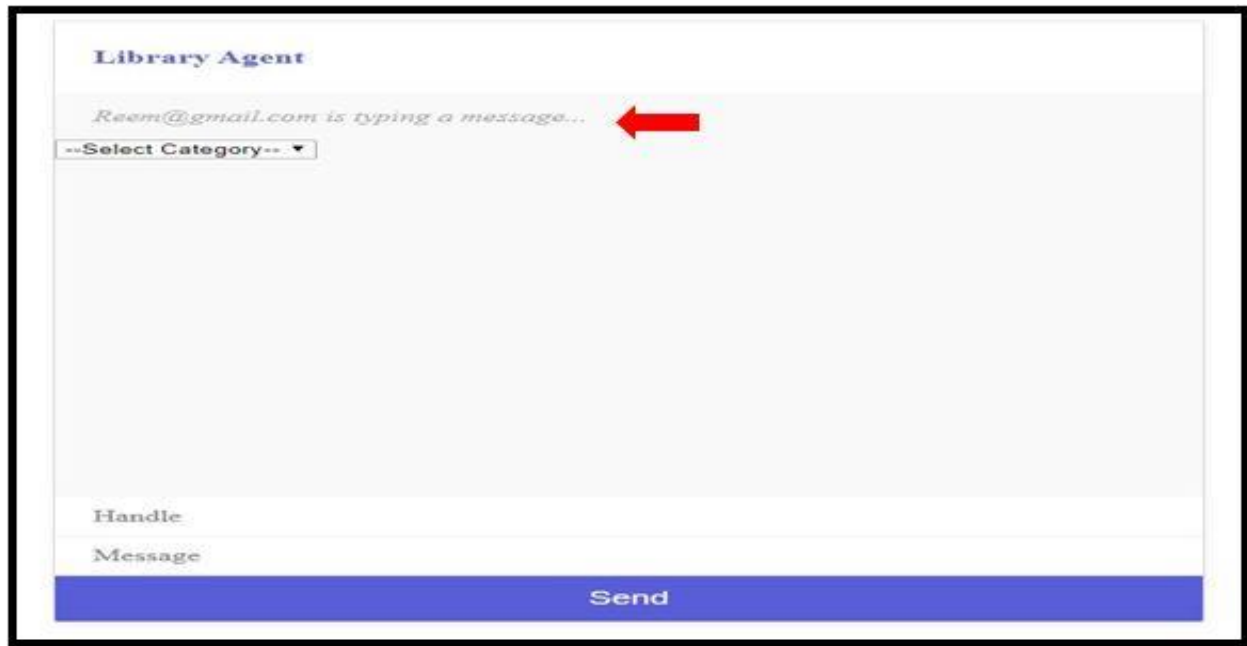 Library Agent
Reem@gmail.com is typing a message...
--Select Category--
Handle
Message
Send